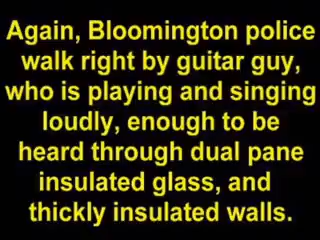 Again, Bloomington police
walk right by guitar guy,
who is playing and singing
loudly, enough to be
heard through dual pane
insulated glass, and
thickly insulated walls.